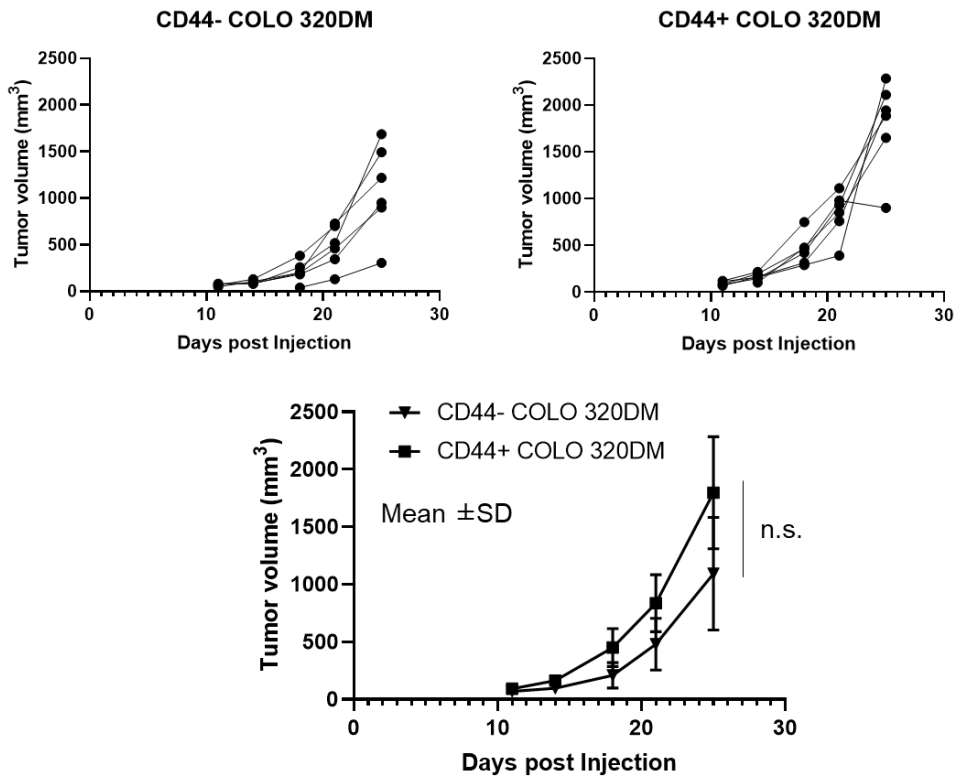 CD44- COLO 320DM
2500
2000
1500
1000
500
0
Tumor volume (mm3)
0 10 20 30
Days post Injection
CD44+ COLO 320DM
2500
2000
1500
1000
500
0
Tumor volume (mm3)
0 10 20 30
Days post Injection
CD44- COLO 320DM
CD44+ COLO 320DM
Mean ±SD
n.s.
2500
2000
1500
1000
500
0
Tumor volume (mm3)
0 10 20 30
Days post Injection